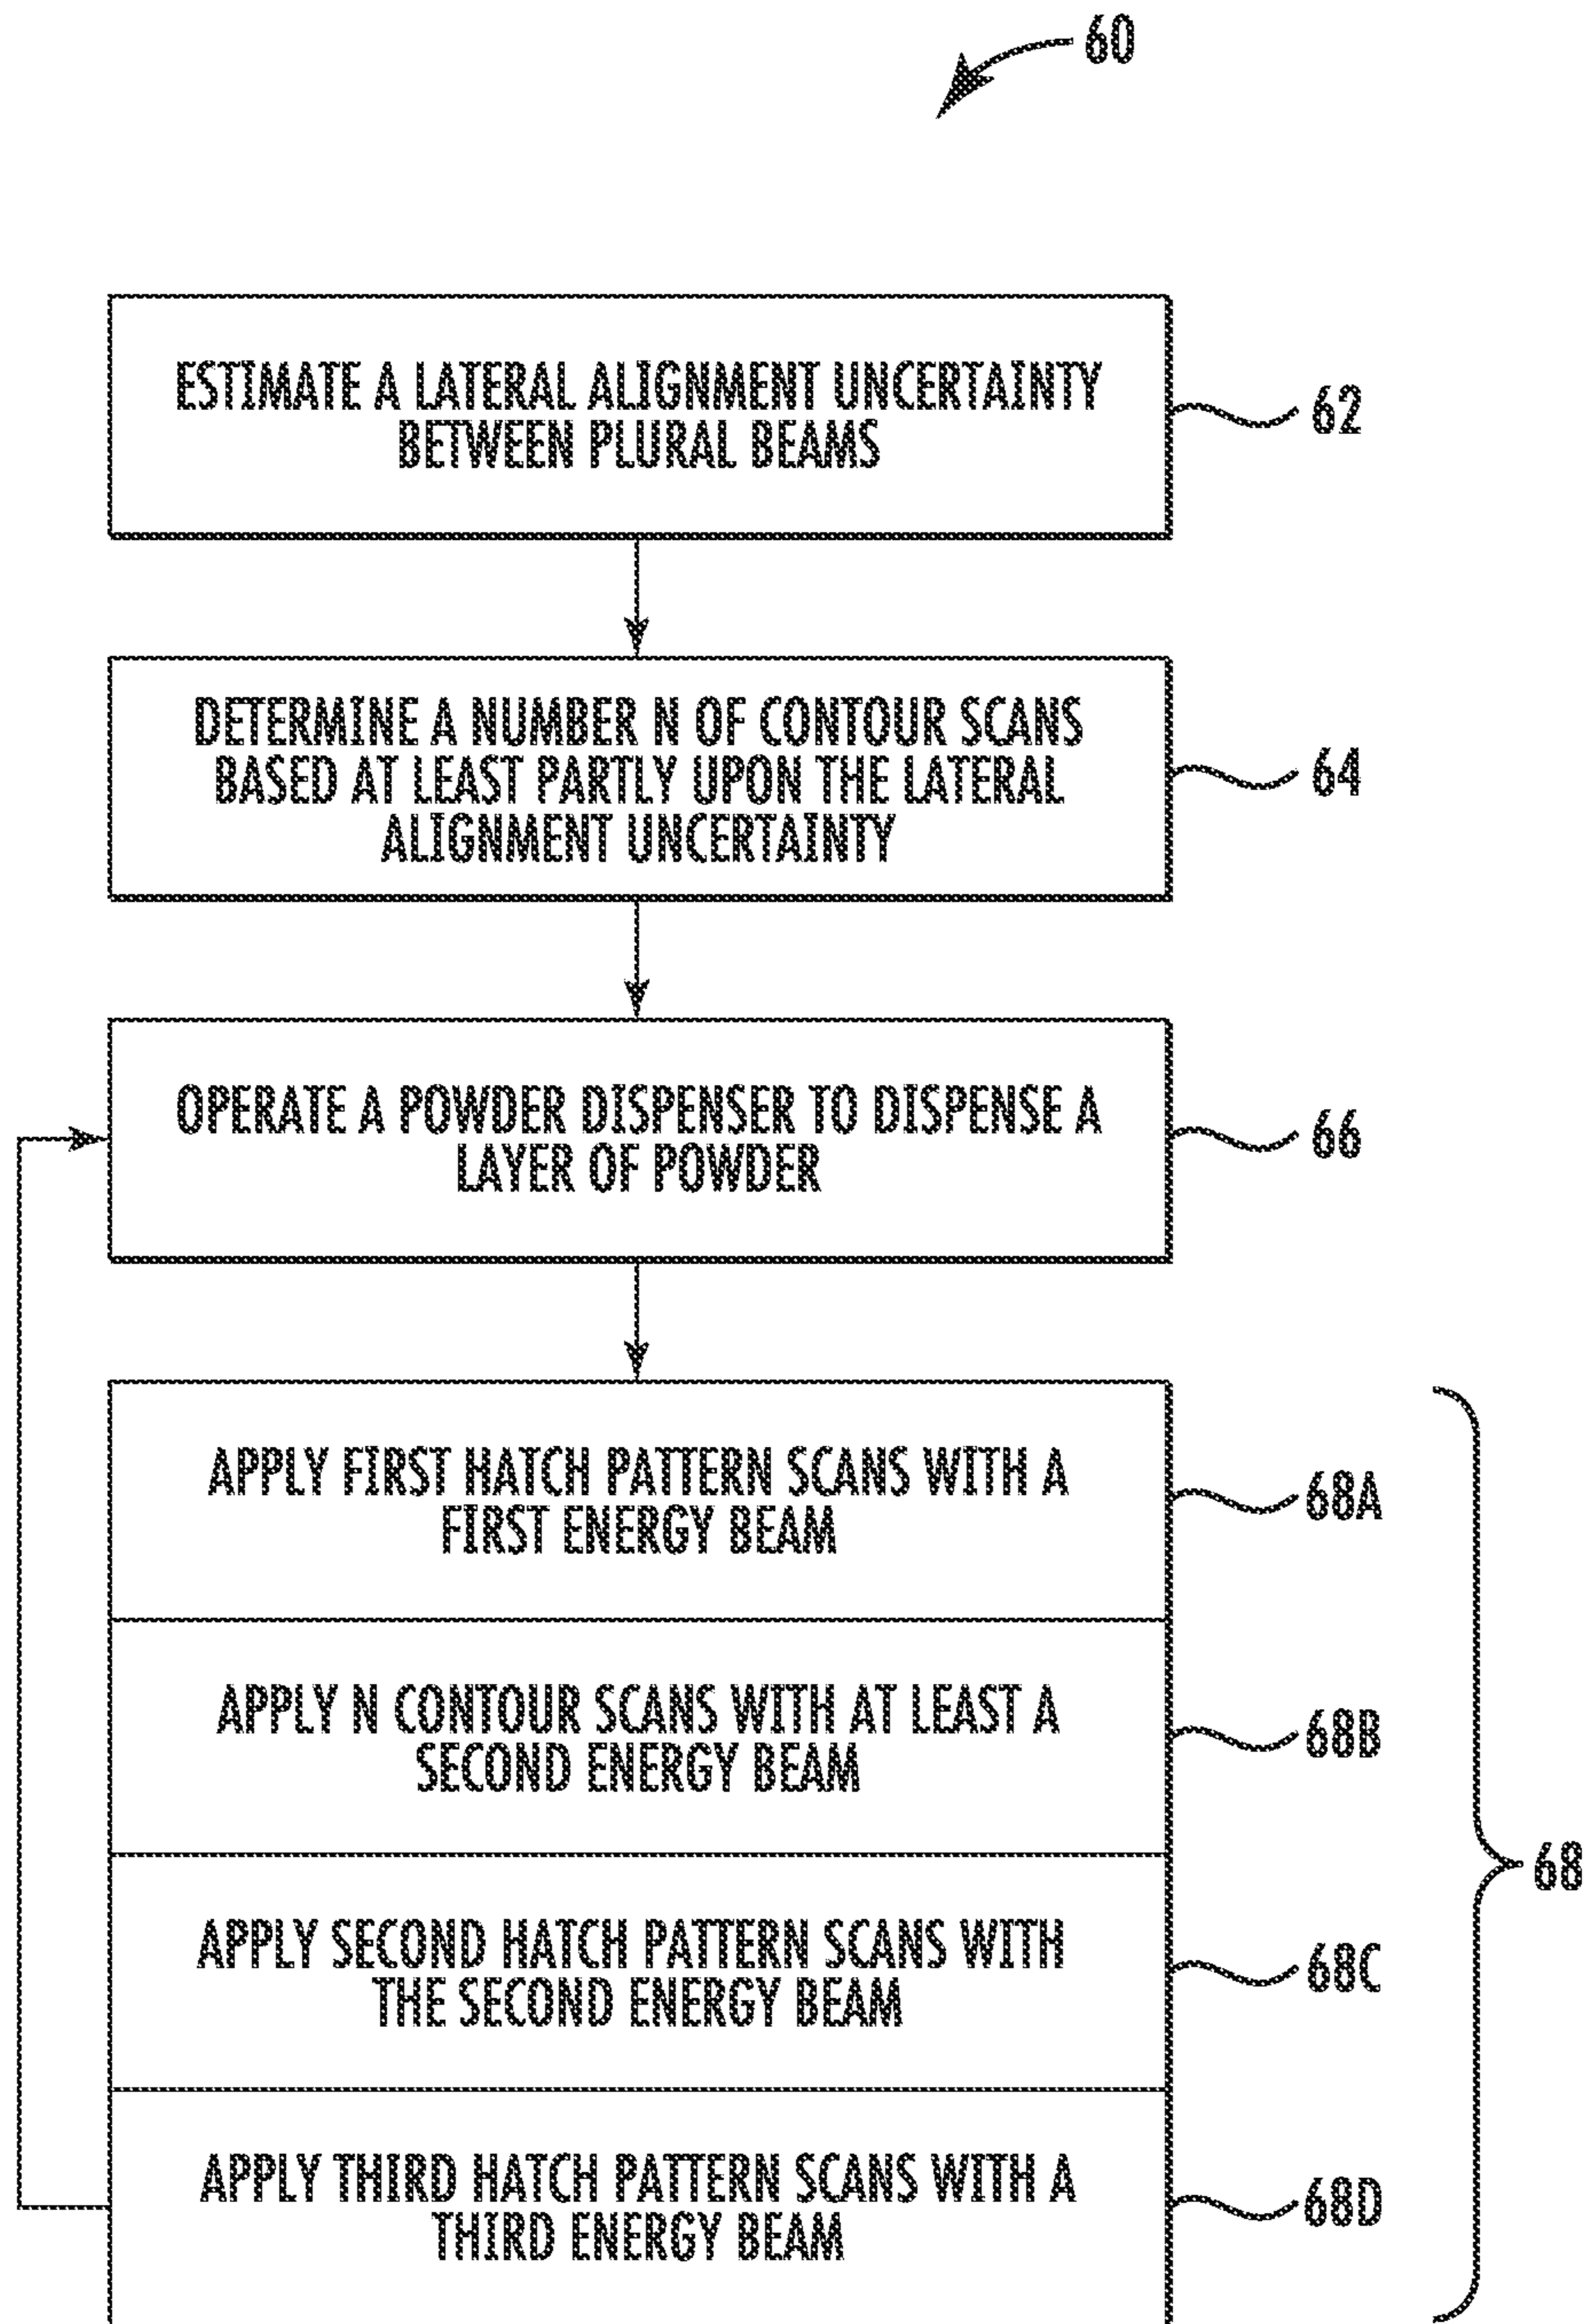 60
ESTIMATE A LATERAL ALIGNMENT UNCERTAINTY
BETWEEN PLURAL BEAMS
62
DETERMINE A NUMBER N OF CONTOUR SCANS
BASED AT LEAST PARTLY UPON THE LATERAL
ALIGNMENT UNCERTAINTY
64
OPERATE A POWDER DISPENSER TO DISPENSE A
LAYER OF POWDER
66
APPLY FIRST HATCH PATTERN SCANS WITH A
FIRST ENERGY BEAM
68A
APPLY N CONTOUR SCANS WITH AT LEAST A
SECOND ENERGY BEAM
68B
APPLY SECOND HATCH PATTERN SCANS WITH
THE SECOND ENERGY BEAM
68C
APPLY THIRD HATCH PATTERN SCANS WITH A
THIRD ENERGY BEAM
68D
68